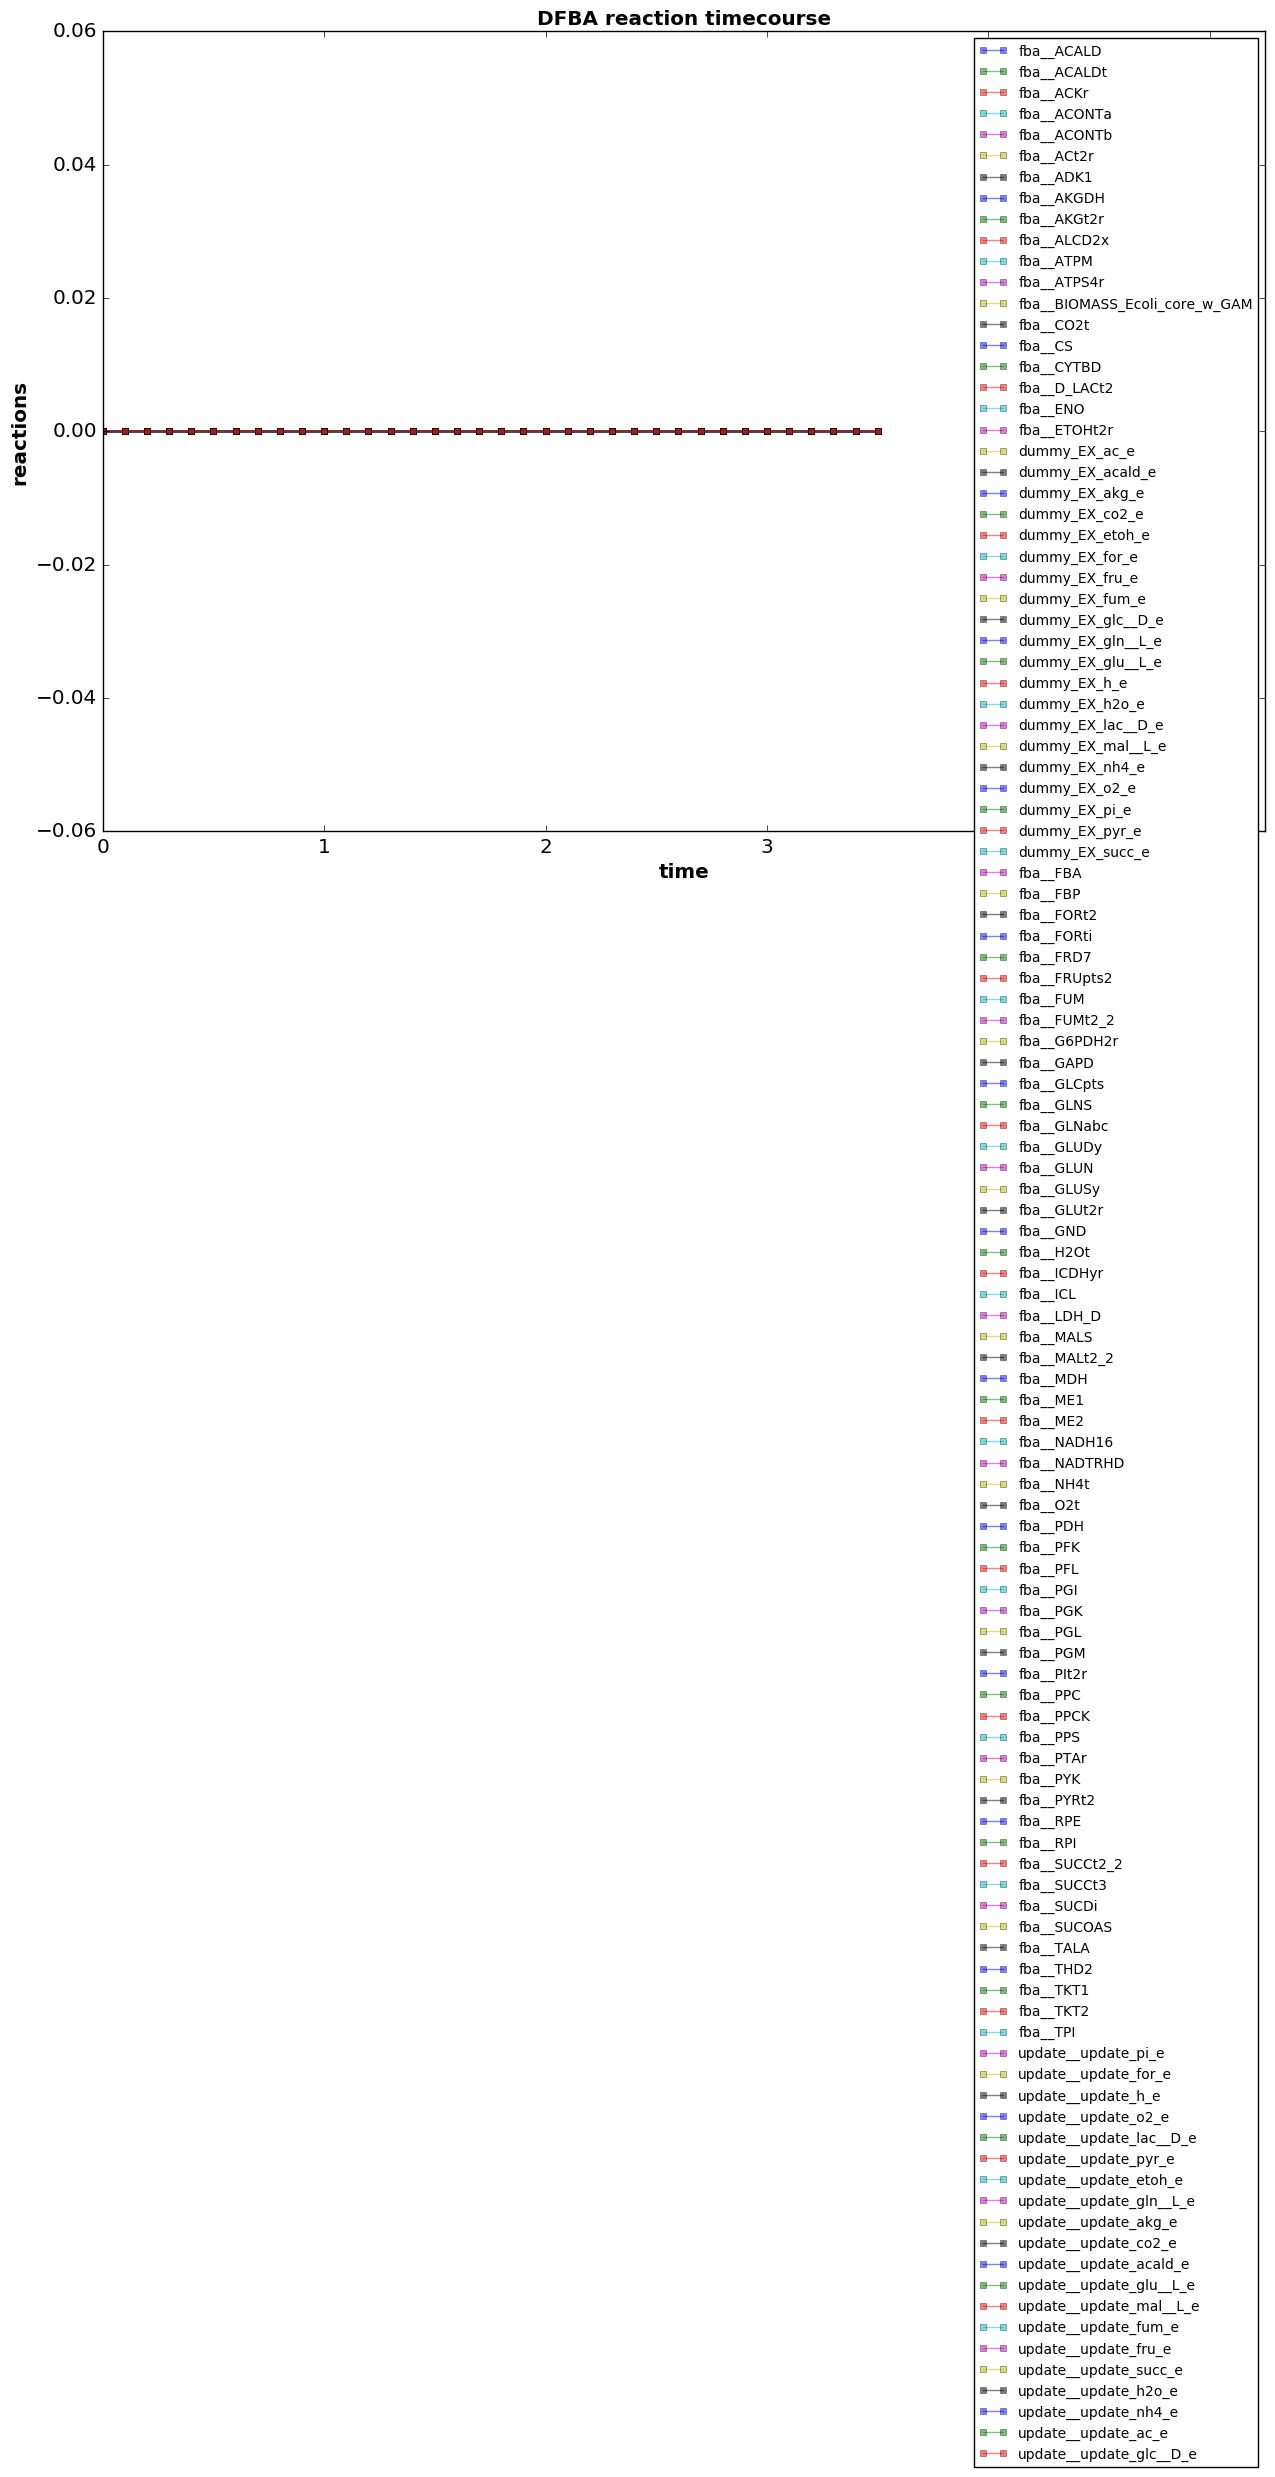 DFBA reaction timecourse
0.06
0.04
0.02
0.00
−0.02
−0.04
−0.06
reactions
0
1
2
3
time
fba__ACALD
fba__ACALDt
fba__ACKr
fba__ACONTa
fba__ACONTb
fba__ACt2r
fba__ADK1
fba__AKGDH
fba__AKGt2r
fba__ALCD2x
fba__ATPM
fba__ATPS4r
fba__BIOMASS_Ecoli_core_w_GAM
fba__CO2t
fba__CS
fba__CYTBD
fba__D_LACt2
fba__ENO
fba__ETOHt2r
dummy_EX_ac_e
dummy_EX_acald_e
dummy_EX_akg_e
dummy_EX_co2_e
dummy_EX_etoh_e
dummy_EX_for_e
dummy_EX_fru_e
dummy_EX_fum_e
dummy_EX_glc__D_e
dummy_EX_gln__L_e
dummy_EX_glu__L_e
dummy_EX_h_e
dummy_EX_h2o_e
dummy_EX_lac__D_e
dummy_EX_mal__L_e
dummy_EX_nh4_e
dummy_EX_o2_e
dummy_EX_pi_e
dummy_EX_pyr_e
dummy_EX_succ_e
fba__FBA
fba__FBP
fba__FORt2
fba__FORti
fba__FRD7
fba__FRUpts2
fba__FUM
fba__FUMt2_2
fba__G6PDH2r
fba__GAPD
fba__GLCpts
fba__GLNS
fba__GLNabc
fba__GLUDy
fba__GLUN
fba__GLUSy
fba__GLUt2r
fba__GND
fba__H2Ot
fba__ICDHyr
fba__ICL
fba__LDH_D
fba__MALS
fba__MALt2_2
fba__MDH
fba__ME1
fba__ME2
fba__NADH16
fba__NADTRHD
fba__NH4t
fba__O2t
fba__PDH
fba__PFK
fba__PFL
fba__PGI
fba__PGK
fba__PGL
fba__PGM
fba__PIt2r
fba__PPC
fba__PPCK
fba__PPS
fba__PTAr
fba__PYK
fba__PYRt2
fba__RPE
fba__RPI
fba__SUCCt2_2
fba__SUCCt3
fba__SUCDi
fba__SUCOAS
fba__TALA
fba__THD2
fba__TKT1
fba__TKT2
fba__TPI
update__update_pi_e
update__update_for_e
update__update_h_e
update__update_o2_e
update__update_lac__D_e
update__update_pyr_e
update__update_etoh_e
update__update_gln__L_e
update__update_akg_e
update__update_co2_e
update__update_acald_e
update__update_glu__L_e
update__update_mal__L_e
update__update_fum_e
update__update_fru_e
update__update_succ_e
update__update_h2o_e
update__update_nh4_e
update__update_ac_e
update__update_glc__D_e